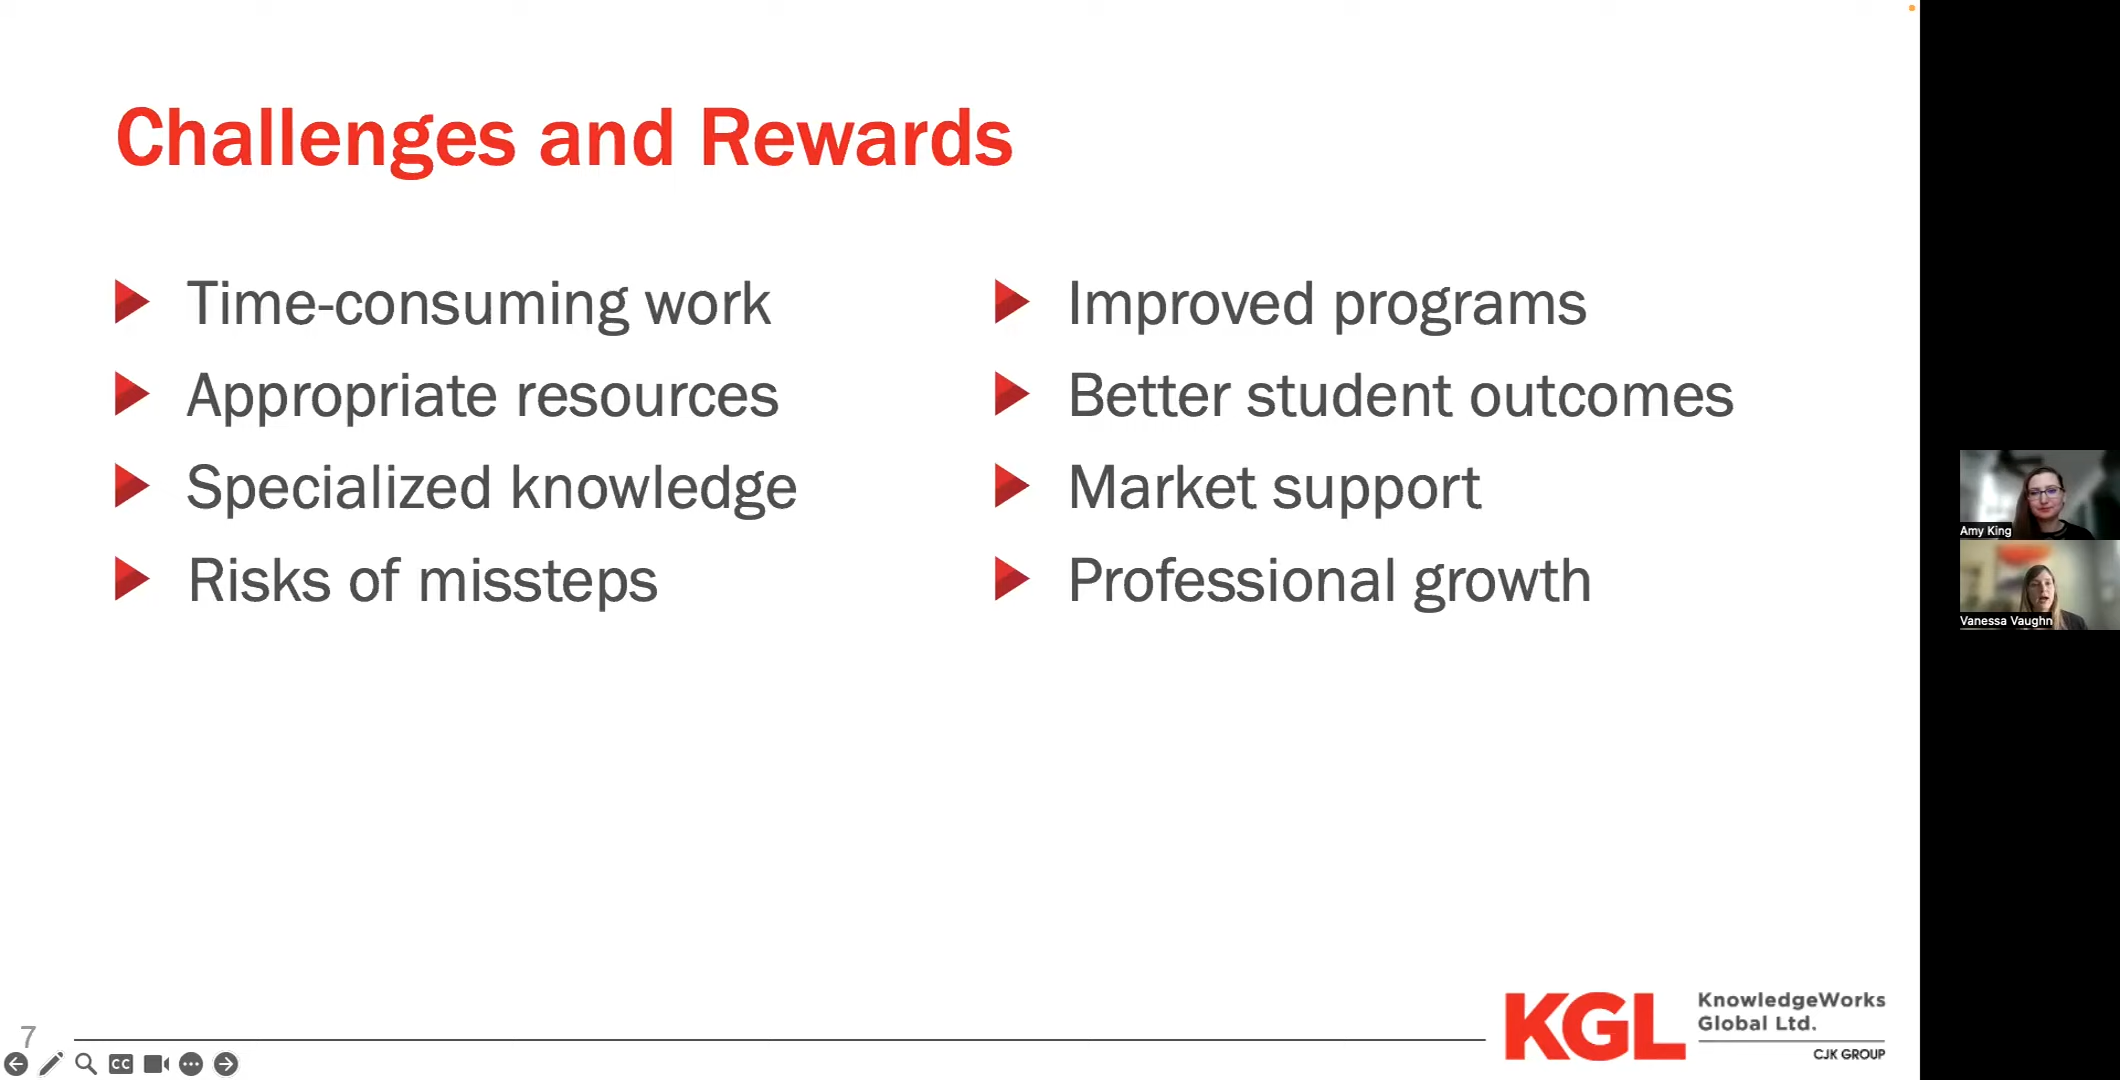 Challenges and Rewards
Time-consuming work
Appropriate resources
Specialized knowledge
Risks of missteps
Improved programs
Better student outcomes
Market support
Professional growth
Amy King
Vanessa Vaughn
7
CC
KGL
KnowledgeWorks
Global Ltd.
CJK GROUP